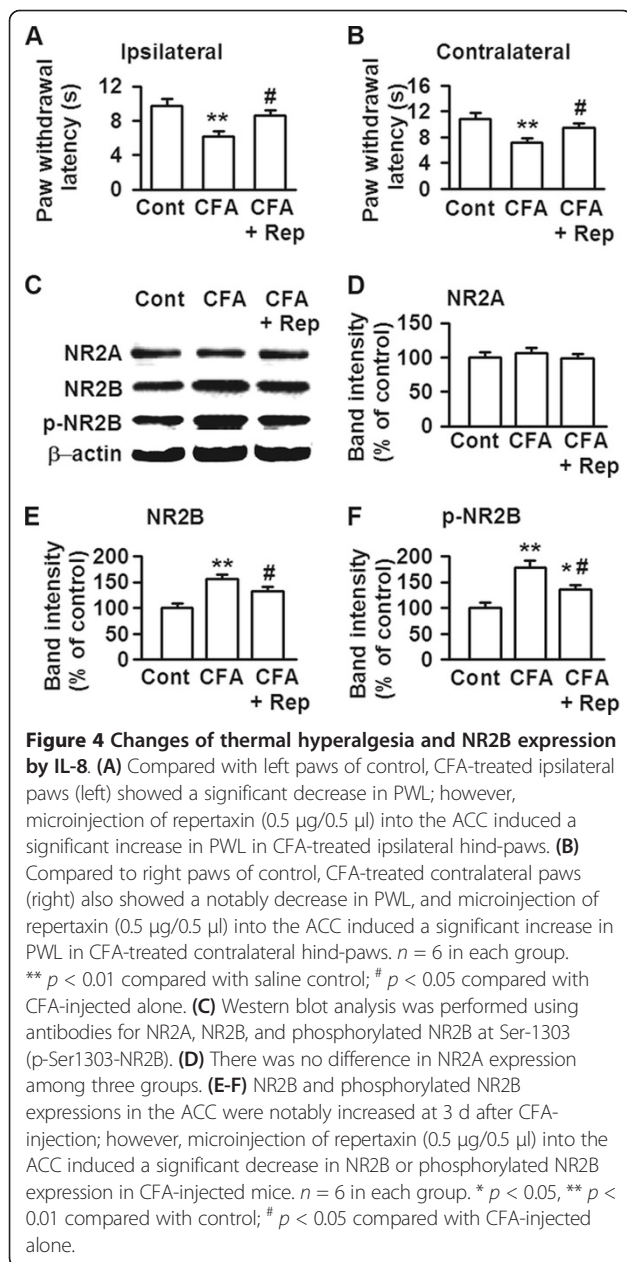 A
B
Ipsilateral
Contralateral
Paw withdrawal
latency (s)
12
8
4
0
**
#
Cont CFA CFA
+ Rep
Paw withdrawal
latency (s)
16
12
8
4
0
**
#
Cont CFA CFA
+ Rep
C
Cont CFA CFA
+ Rep
NR2A
NR2B
p-NR2B
β–actin
D
NR2A
Band intensity
(% of control)
150
100
50
0
Cont CFA CFA
+ Rep
E
NR2B
Band intensity
(% of control)
200
150
100
50
0
**
#
Cont CFA CFA
+ Rep
F
p-NR2B
Band intensity
(% of control)
200
150
100
50
0
**
*#
Cont CFA CFA
+ Rep
Figure 4 Changes of thermal hyperalgesia and NR2B expression
by IL-8. (A) Compared with left paws of control, CFA-treated ipsilateral
paws (left) showed a significant decrease in PWL; however,
microinjection of repertaxin (0.5 μg/0.5 μl) into the ACC induced a
significant increase in PWL in CFA-treated ipsilateral hind-paws. (B)
Compared to right paws of control, CFA-treated contralateral paws
(right) also showed a notably decrease in PWL, and microinjection of
repertaxin (0.5 μg/0.5 μl) into the ACC induced a significant increase in
PWL in CFA-treated contralateral hind-paws. n = 6 in each group.
** p < 0.01 compared with saline control; # p < 0.05 compared with
CFA-injected alone. (C) Western blot analysis was performed using
antibodies for NR2A, NR2B, and phosphorylated NR2B at Ser-1303
(p-Ser1303-NR2B). (D) There was no difference in NR2A expression
among three groups. (E-F) NR2B and phosphorylated NR2B
expressions in the ACC were notably increased at 3 d after CFA-
injection; however, microinjection of repertaxin (0.5 μg/0.5 μl) into the
ACC induced a significant decrease in NR2B or phosphorylated NR2B
expression in CFA-injected mice. n = 6 in each group. * p < 0.05, ** p <
0.01 compared with control; # p < 0.05 compared with CFA-injected
alone.